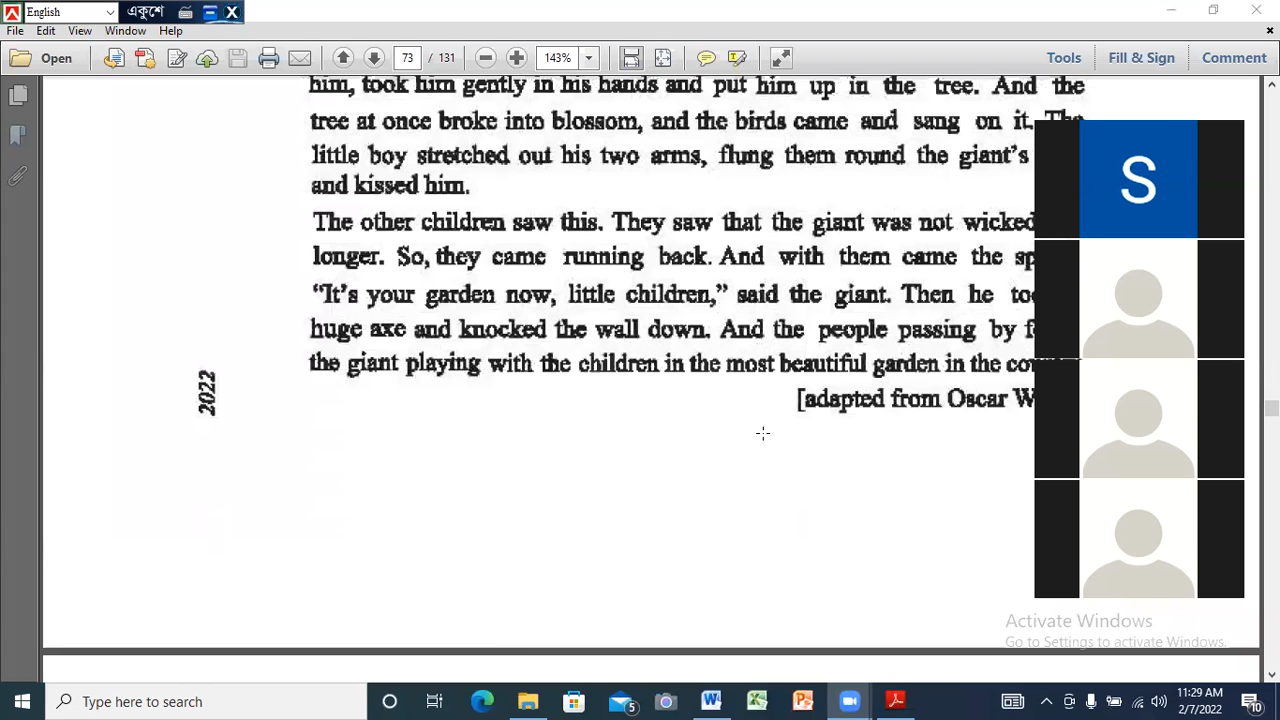 English
একুশে
File Edit View Window Help
Open
73 / 131
143%
Tools Fill & Sign Comment
him, took him gently in his hands and put him up in the tree. And the
tree at once broke into blossom, and the birds came and sang on it. The
little boy stretched out his two arms, flung them round the giant's
and kissed him.
The other children saw this. They saw that the giant was not wicked
longer. So, they came running back. And with them came the sp
"It's your garden now, little children," said the giant. Then he to
huge axe and knocked the wall down. And the people passing by f
the giant playing with the children in the most beautiful garden in the co
[adapted from Oscar W
2022
S
Activate Windows
Go to Settings to activate Windows.
Type here to search
5
11:29 AM
2/7/2022
10